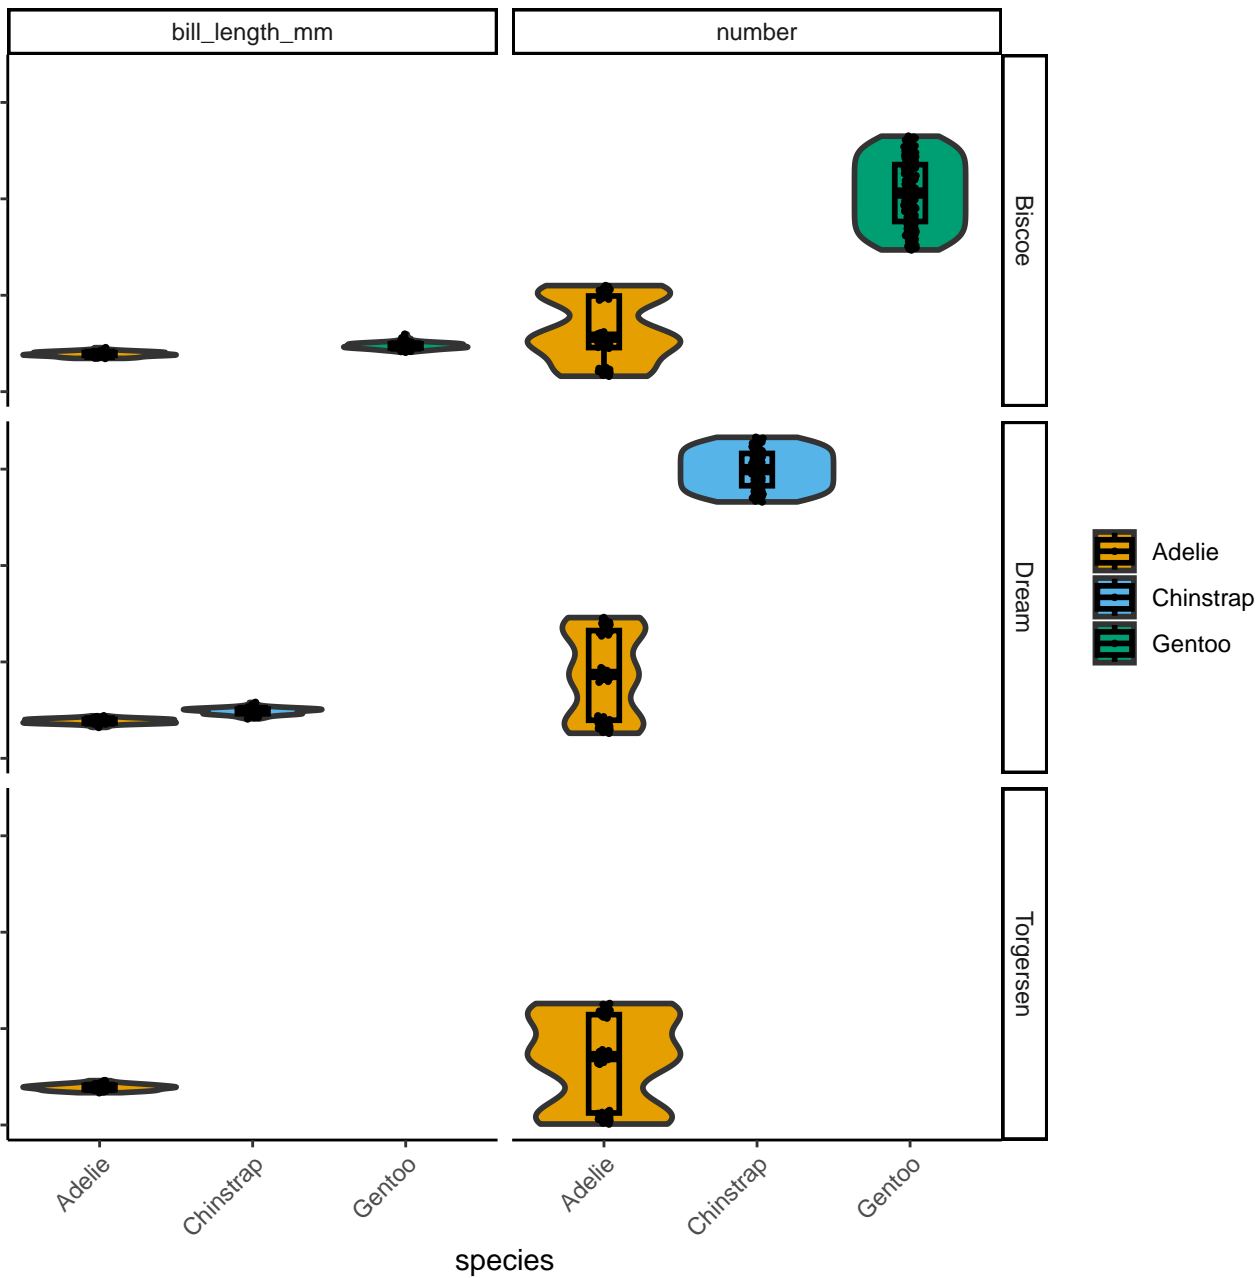 bill_length_mm
number
Biscoe
Dream
Torgersen
Adelie
Chinstrap
Gentoo
Adelie
Chinstrap
Gentoo
Adelie
Chinstrap
Gentoo
species